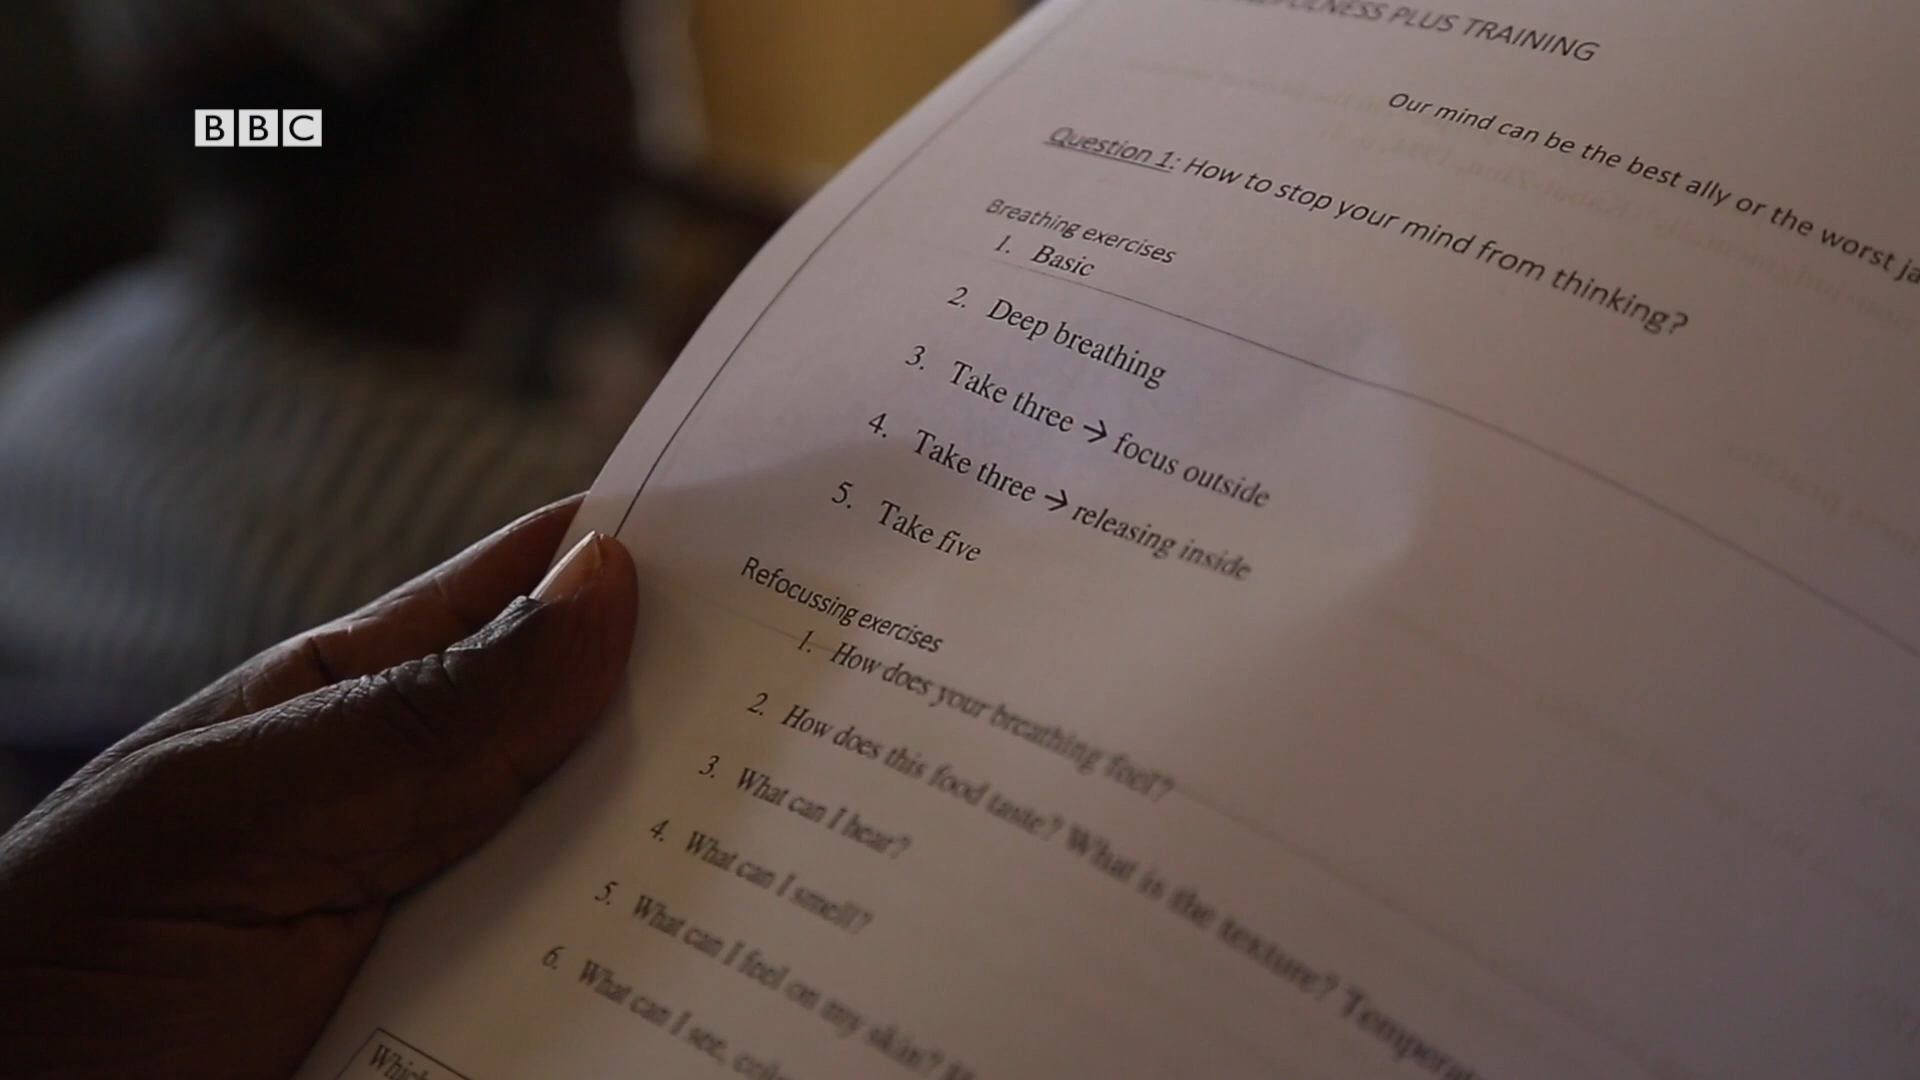 BBC
PLUS TRAINING
Our mind can be the best ally or the worst
Question 1: How to stop your mind from thinking?
Breathing exercises
1. Basic
2. Deep breathing
3. Take three → focus outside
4. Take three → releasing inside
5. Take five
Refocussing exercises
1. How does your breathing feel?
2. How does this food taste? What is the texture?
3. What can I hear?
4. What can I smell?
5. What can I feel on my skin?
6. What can I see,